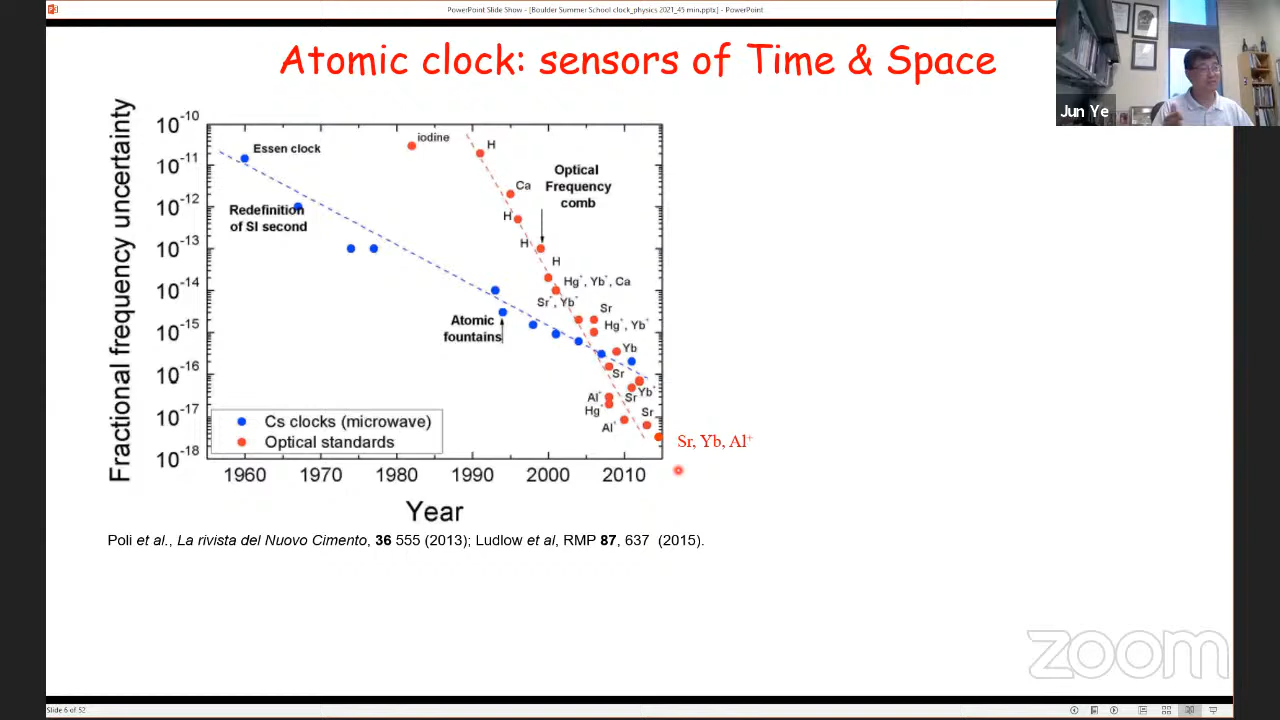 PowerPoint Slide Show - [Boulder Summer School clock_physics 2021_45 min.pptx] - PowerPoint
Atomic clock: sensors of Time & Space
Jun Ye
Fractional frequency uncertainty
10⁻¹⁰
10⁻¹¹
10⁻¹²
10⁻¹³
10⁻¹⁴
10⁻¹⁵
10⁻¹⁶
10⁻¹⁷
10⁻¹⁸
Essen clock
iodine
H
Ca
H
H
H
Optical
Frequency
comb
Redefinition
of SI second
Hg⁺, Yb⁺, Ca
Sr⁺, Yb⁺
Sr
Hg⁺, Yb⁺
Atomic
fountains
Yb
Sr
Al⁺
Sr
Yb⁺
Hg⁺
Sr
Al⁺
Cs clocks (microwave)
Optical standards
Sr, Yb, Al⁺
1960 1970 1980 1990 2000 2010
Year
Poli et al., La rivista del Nuovo Cimento, 36 555 (2013); Ludlow et al, RMP 87, 637 (2015).
zoom
Slide 6 of 52